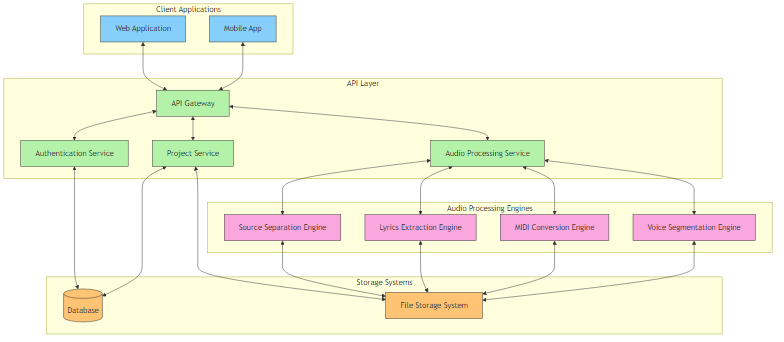 Client Applications
Web Application
Mobile App
API Layer
API Gateway
Authentication Service
Project Service
Audio Processing Service
Audio Processing Engines
Source Separation Engine
Lyrics Extraction Engine
MIDI Conversion Engine
Voice Segmentation Engine
Storage Systems
Database
File Storage System